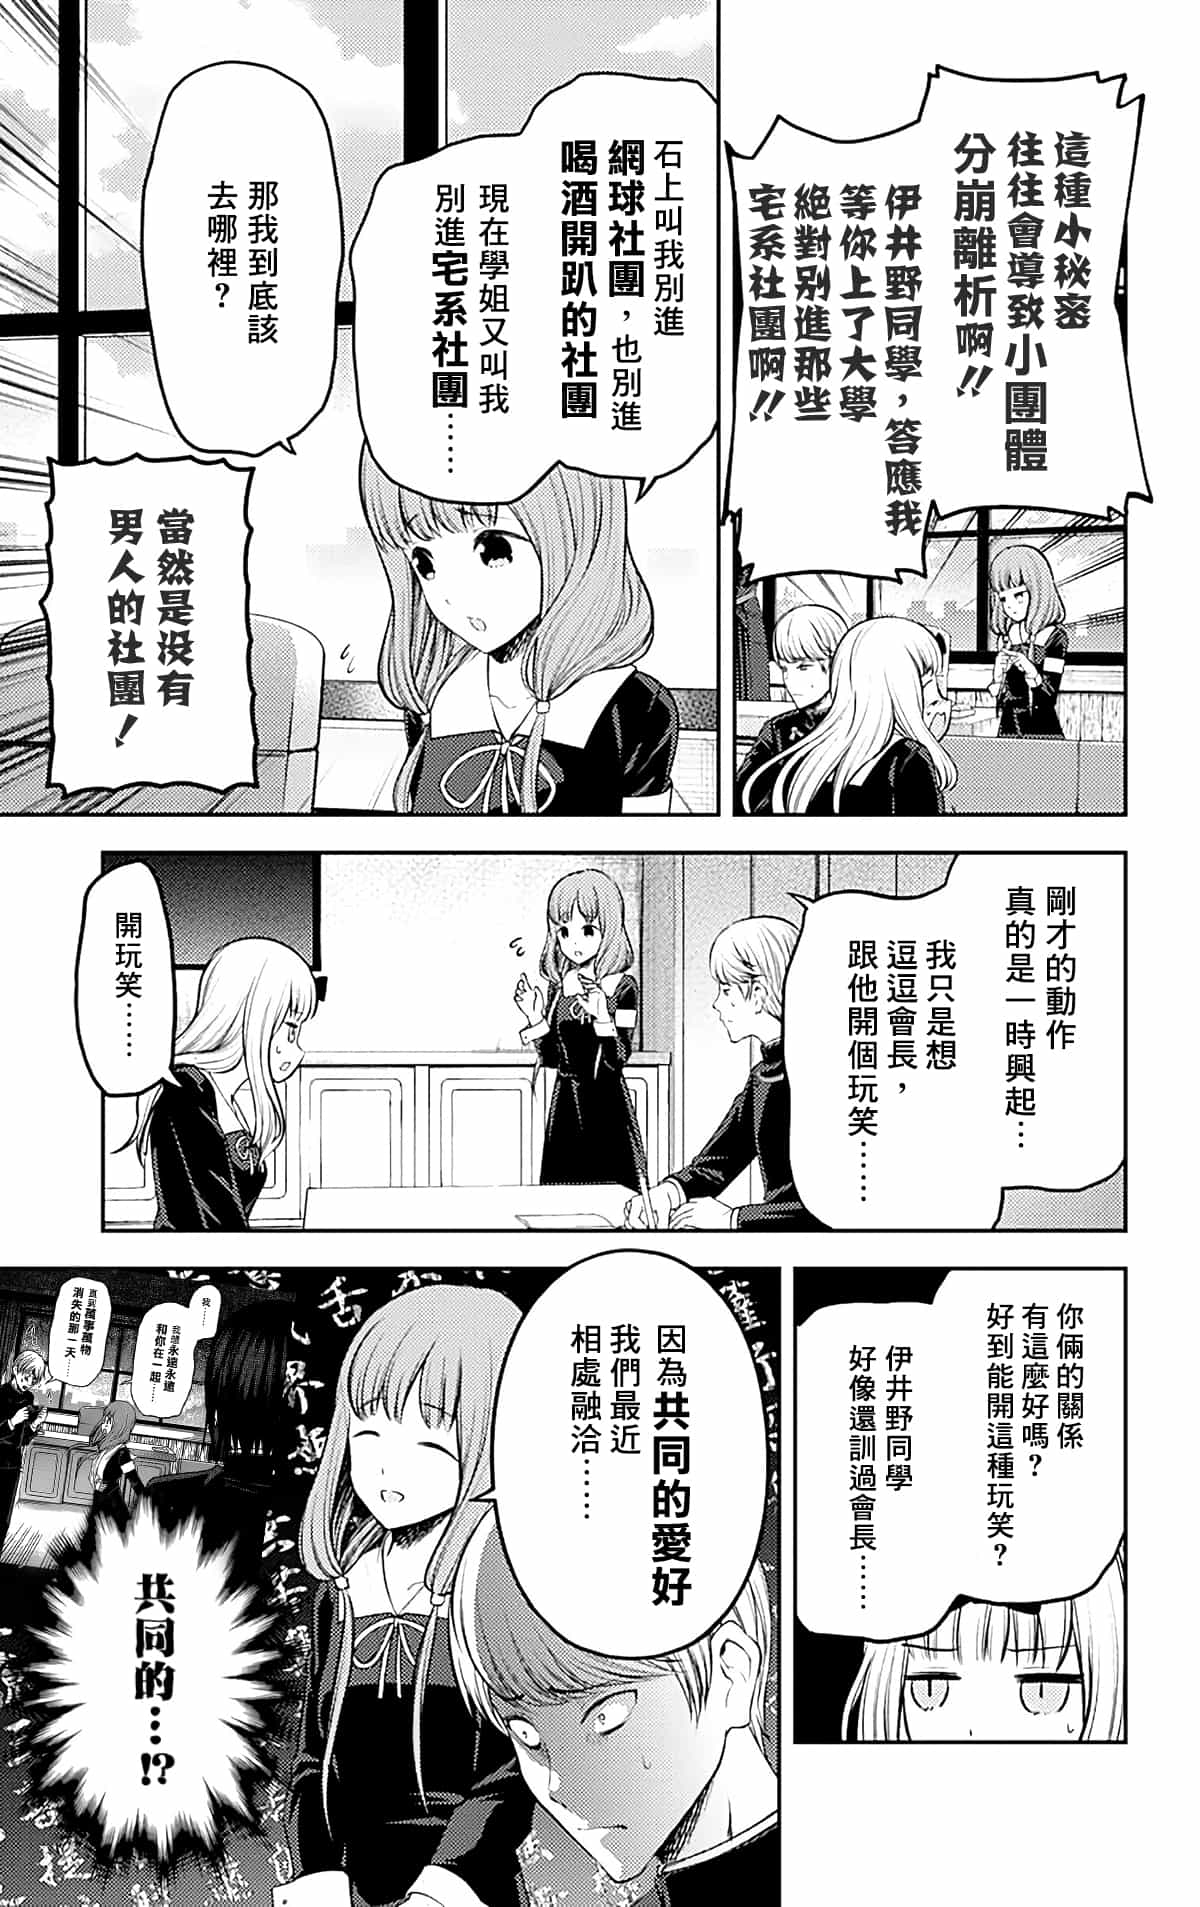 這種小秘密
往往會導致小團體
分崩離析啊!!
伊井野同學，答應我
等你上了大學
絕對別進那些
宅系社團啊!!
石上叫我別進
網球社團，也別進
喝酒開趴的社團
現在學姐又叫我
別進宅系社團……
那我到底該
去哪裡？
當然是沒有
男人的社團！
剛才的動作
真的是一時興起…
我只是想
逗逗會長，
跟他開個玩笑……
開玩笑……
你倆的關係
有這麼好嗎？
好到能開這種玩笑？
伊井野同學
好像還訓過會長……
因為共同的愛好
我們最近
相處融洽……
我……
我想永遠永遠
和你在一起……
直到萬事萬物
消失的那一天…
共同的…!?